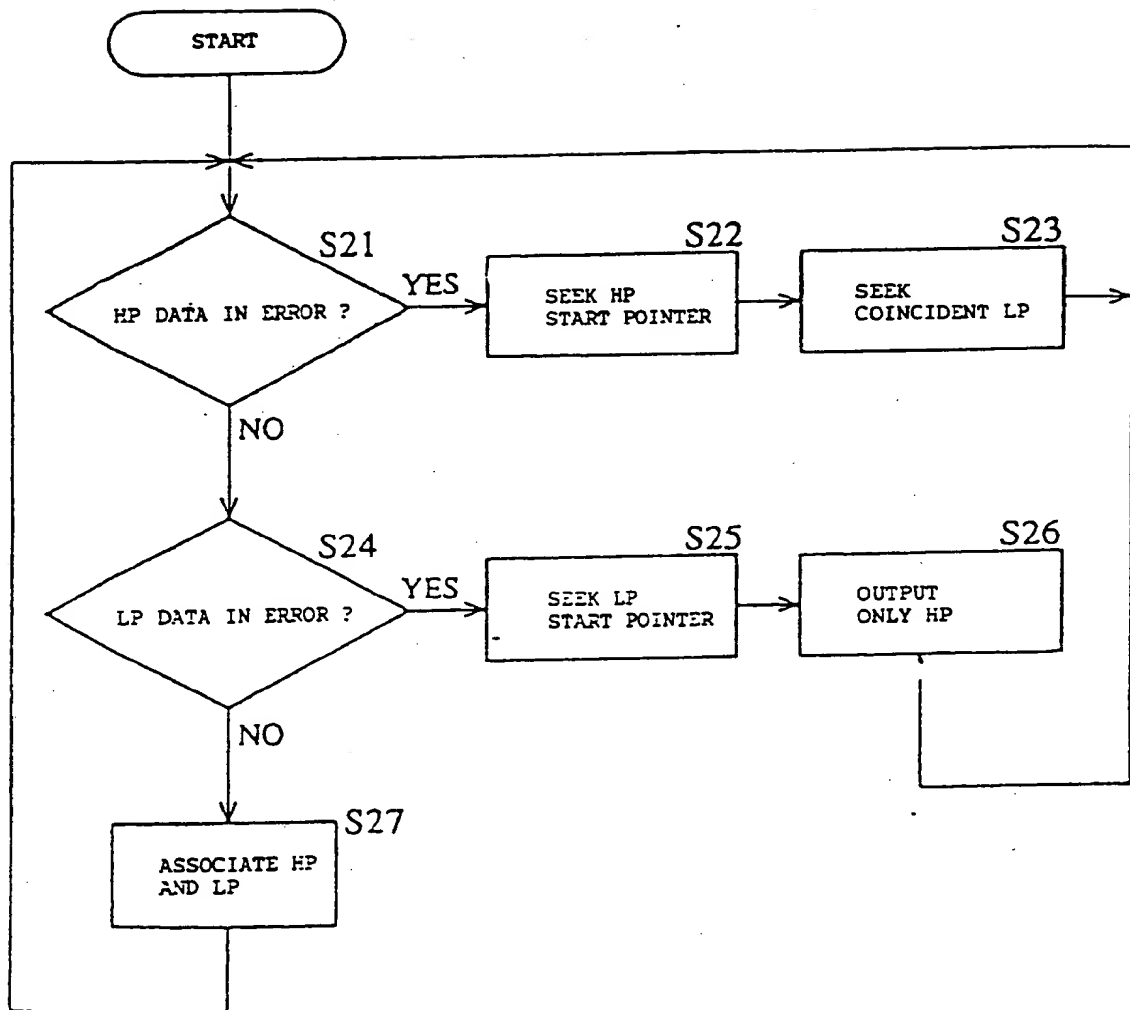 START
S21
HP DATA IN ERROR ?
YES
S22
SEEK HP
START POINTER
S23
SEEK
COINCIDENT LP
NO
S24
LP DATA IN ERROR ?
YES
S25
SEEK LP
START POINTER
S26
OUTPUT
ONLY HP
NO
S27
ASSOCIATE HP
AND LP